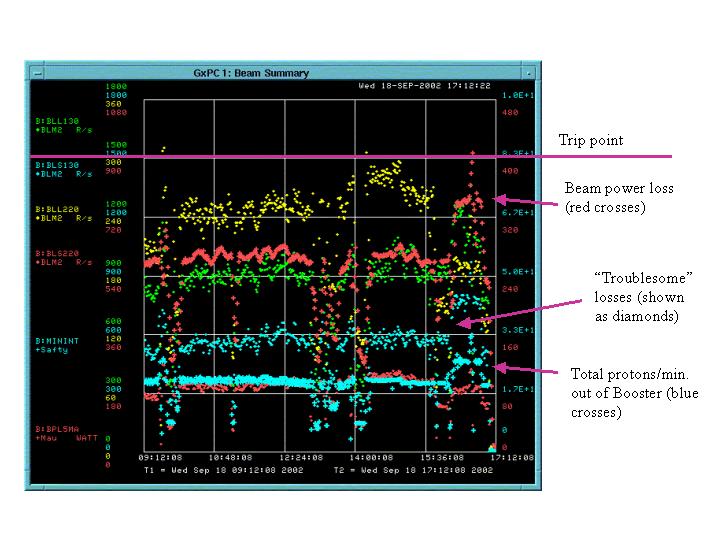 GxPC1: Beam Summary
Wed 18-SEP-2002 17:12:22
1800
1800
360
1080
1.0E+1
480
B:BLL130
◆BLM2 R/s
1500
1500
300
900
8.3E+1
400
B:BLS130
◆BLM2 R/s
B:BLL220
◆BLM2 R/s
1200
1200
240
720
6.7E+1
320
B:BLS220
◆BLM2 R/s
900
900
180
540
5.0E+1
240
600
600
120
360
3.3E+1
160
B:MININT
+Safty
300
300
60
180
1.7E+1
80
B:BPL5MA
+Mau WATT
0
0
0
0
0
0
09:12:08 10:48:08 12:24:08 14:00:08 15:36:08 17:12:08
T1 = Wed Sep 18 09:12:08 2002 T2 = Wed Sep 18 17:12:08 2002
Trip point
Beam power loss
(red crosses)
“Troublesome”
losses (shown
as diamonds)
Total protons/min.
out of Booster (blue
crosses)